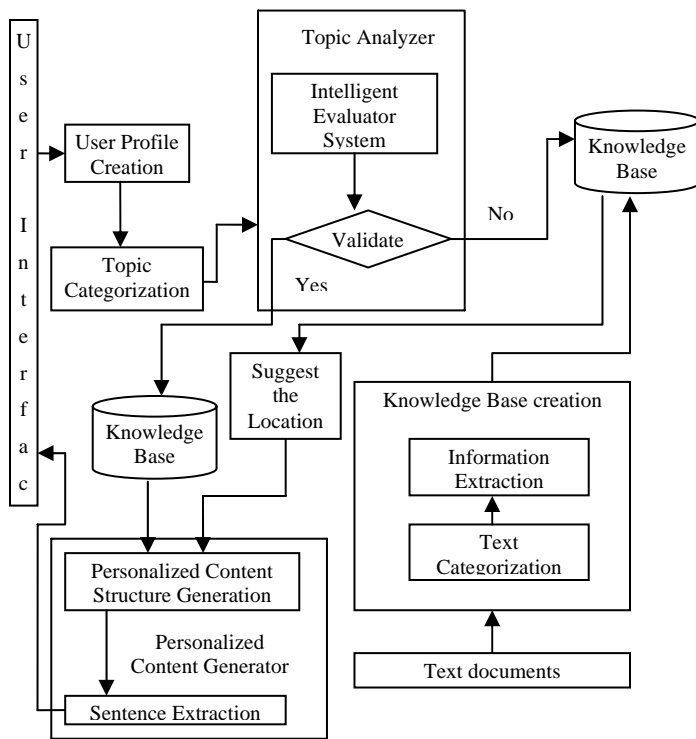 User Interfac
Topic Analyzer
Intelligent
Evaluator
System
User Profile
Creation
Knowledge
Base
No
Validate
Topic
Categorization
Yes
Suggest
the
Location
Knowledge Base creation
Knowledge
Base
Information
Extraction
Text
Categorization
Personalized Content
Structure Generation
Personalized
Content Generator
Text documents
Sentence Extraction